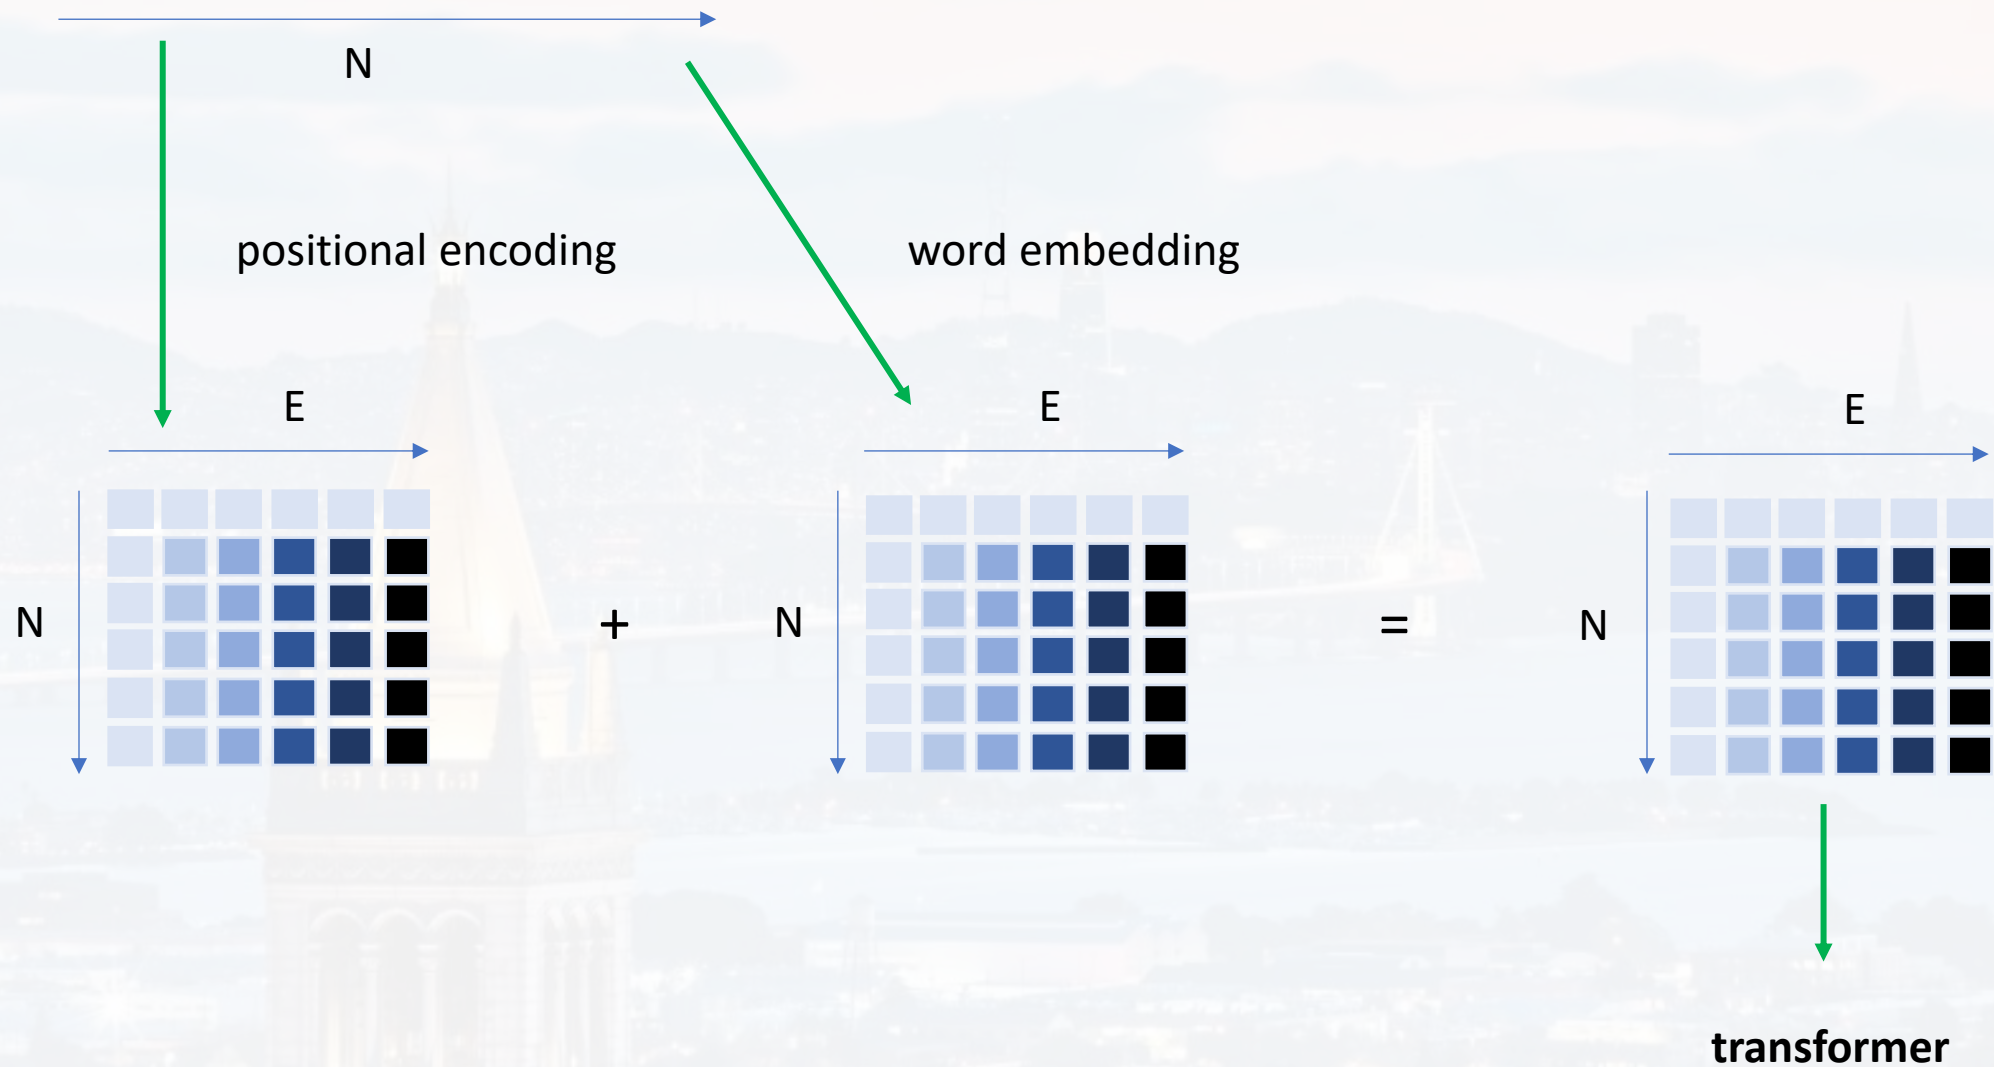 N
positional encoding
word embedding
E
E
E
N
+
N
=
N
transformer